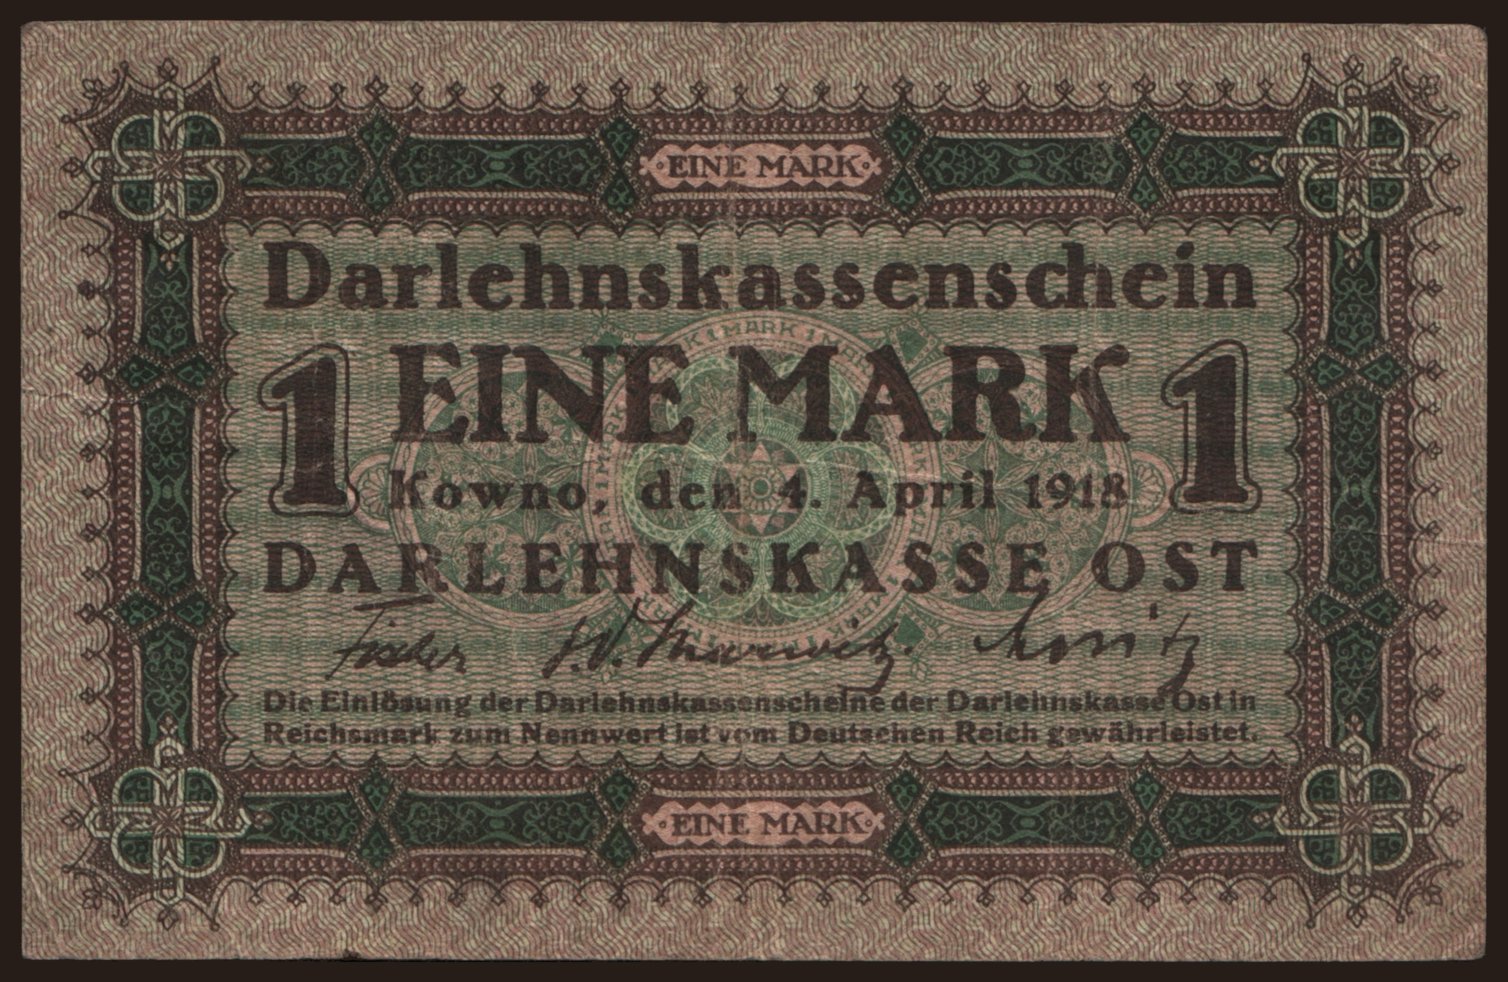 EINE MARK
Darlehnskassenschein
1 EINE MARK 1
Kowno, den 4. April 1918
DARLEHNSKASSE OST
Fischer
Die Einlösung der Darlehnskassenscheine der Darlehnskasse Ost in
Reichsmark zum Nennwert ist vom Deutschen Reich gewährleistet.
EINE MARK